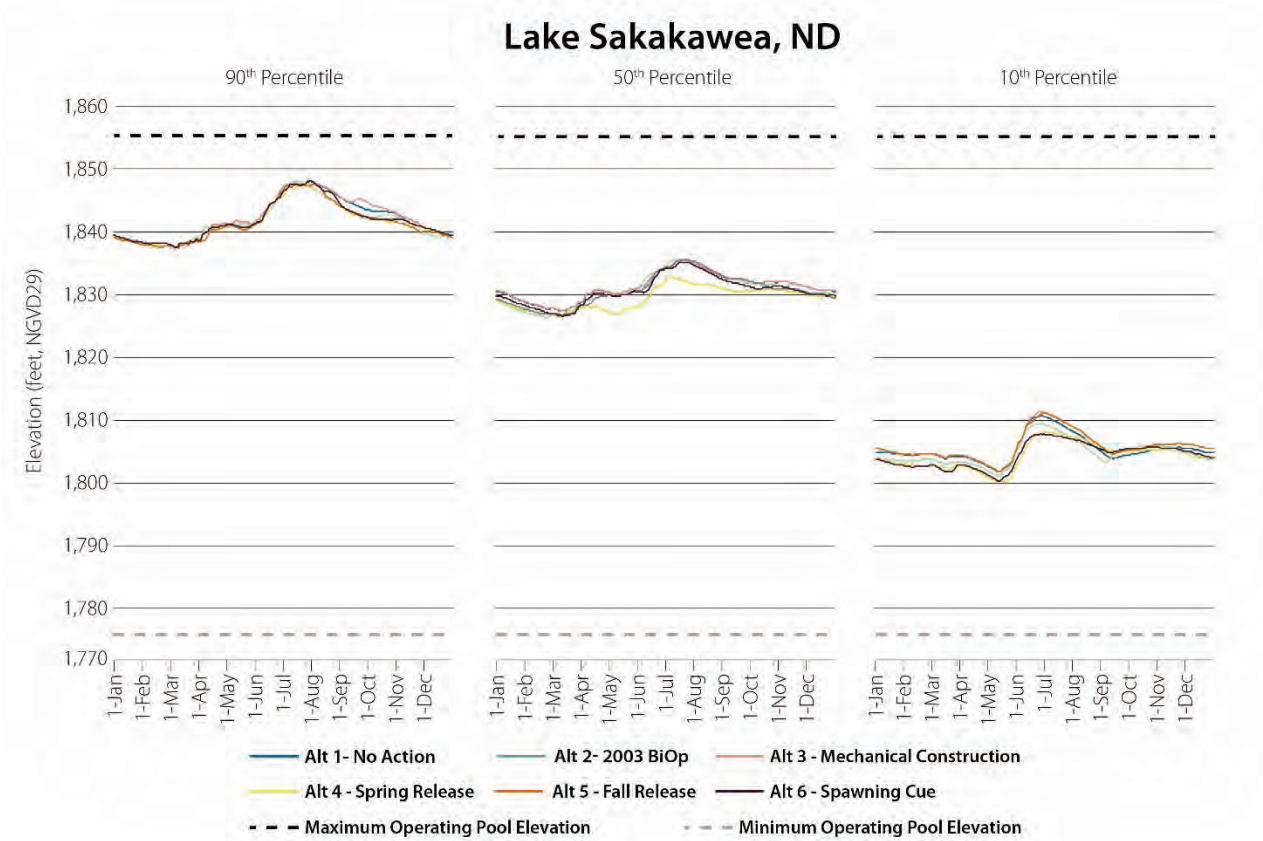 Lake Sakakawea, ND
90th Percentile
50th Percentile
10th Percentile
Elevation (feet, NGVD29)
1,860
1,850
1,840
1,830
1,820
1,810
1,800
1,790
1,780
1,770
1-Jan
1-Feb
1-Mar
1-Apr
1-May
1-Jun
1-Jul
1-Aug
1-Sep
1-Oct
1-Nov
1-Dec
1-Jan
1-Feb
1-Mar
1-Apr
1-May
1-Jun
1-Jul
1-Aug
1-Sep
1-Oct
1-Nov
1-Dec
1-Jan
1-Feb
1-Mar
1-Apr
1-May
1-Jun
1-Jul
1-Aug
1-Sep
1-Oct
1-Nov
1-Dec
Alt 1- No Action
Alt 2- 2003 BiOp
Alt 3 - Mechanical Construction
Alt 4 - Spring Release
Alt 5 - Fall Release
Alt 6 - Spawning Cue
Maximum Operating Pool Elevation
Minimum Operating Pool Elevation